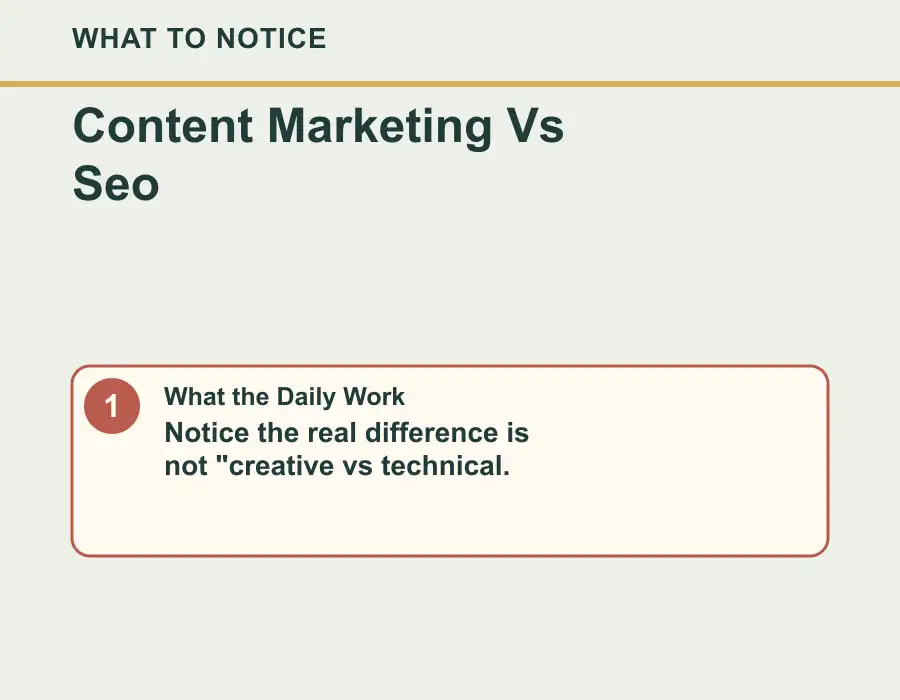 WHAT TO NOTICE
Content Marketing Vs
Seo
1
What the Daily Work
Notice the real difference is
not "creative vs technical.